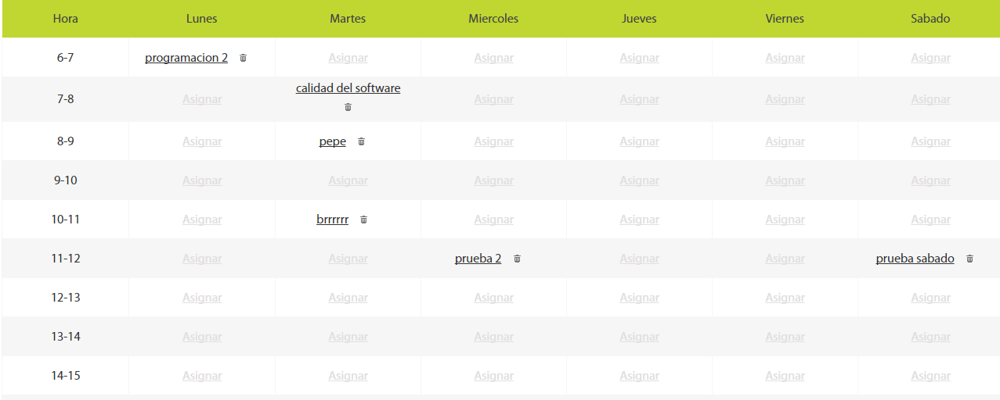 Hora Lunes Martes Miercoles Jueves Viernes Sabado
6-7 programacion 2 Asignar Asignar Asignar Asignar Asignar
7-8 Asignar calidad del software Asignar Asignar Asignar Asignar
8-9 Asignar pepe Asignar Asignar Asignar Asignar
9-10 Asignar Asignar Asignar Asignar Asignar Asignar
10-11 Asignar brrrrrr Asignar Asignar Asignar Asignar
11-12 Asignar Asignar prueba 2 Asignar Asignar prueba sabado
12-13 Asignar Asignar Asignar Asignar Asignar Asignar
13-14 Asignar Asignar Asignar Asignar Asignar Asignar
14-15 Asignar Asignar Asignar Asignar Asignar Asignar